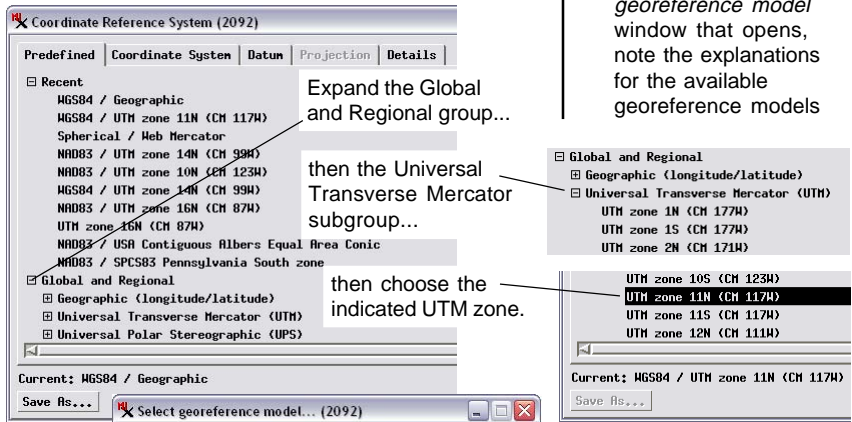 Coordinate Reference System (2092)
Predefined Coordinate System Datum Projection Details
Recent
WGS84 / Geographic
WGS84 / UTM zone 11N (CM 117W)
Spherical / Web Mercator
NAD83 / UTM zone 14N (CM 99W)
NAD83 / UTM zone 10N (CM 123W)
WGS84 / UTM zone 14N (CM 99W)
NAD83 / UTM zone 16N (CM 87W)
UTM zone 16N (CM 87W)
NAD83 / USA Contiguous Albers Equal Area Conic
NAD83 / SPCS83 Pennsylvania South zone
Global and Regional
Geographic (longitude/latitude)
Universal Transverse Mercator (UTM)
Universal Polar Stereographic (UPS)
Current: WGS84 / Geographic
Save As...
Select georeference model... (2092)
Expand the Global
and Regional group...
then the Universal
Transverse Mercator
subgroup...
then choose the
indicated UTM zone.
georeference model
window that opens,
note the explanations
for the available
georeference models
Global and Regional
Geographic (longitude/latitude)
Universal Transverse Mercator (UTM)
UTM zone 1N (CM 177W)
UTM zone 1S (CM 177W)
UTM zone 2N (CM 171W)
UTM zone 10S (CM 123W)
UTM zone 11N (CM 117W)
UTM zone 11S (CM 117W)
UTM zone 12N (CM 111W)
Current: WGS84 / UTM zone 11N (CM 117W)
Save As...